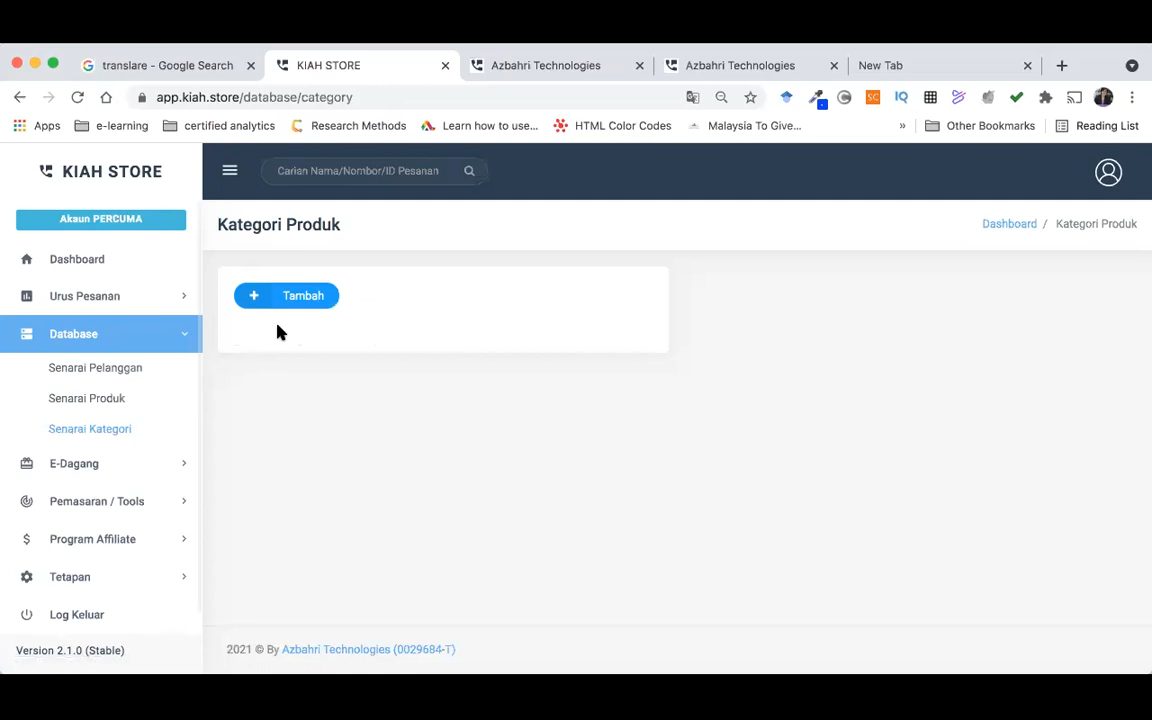 translare - Google Search
KIAH STORE
Azbahri Technologies
Azbahri Technologies
New Tab
app.kiah.store/database/category
Apps
e-learning
certified analytics
Research Methods
Learn how to use...
HTML Color Codes
Malaysia To Give...
»
Other Bookmarks
Reading List
KIAH STORE
Carian Nama/Nombor/ID Pesanan
Akaun PERCUMA
Kategori Produk
Dashboard / Kategori Produk
Dashboard
Urus Pesanan
Database
Senarai Pelanggan
Senarai Produk
Senarai Kategori
E-Dagang
Pemasaran / Tools
Program Affiliate
Tetapan
Log Keluar
Version 2.1.0 (Stable)
+ Tambah
2021 © By Azbahri Technologies (0029684-T)